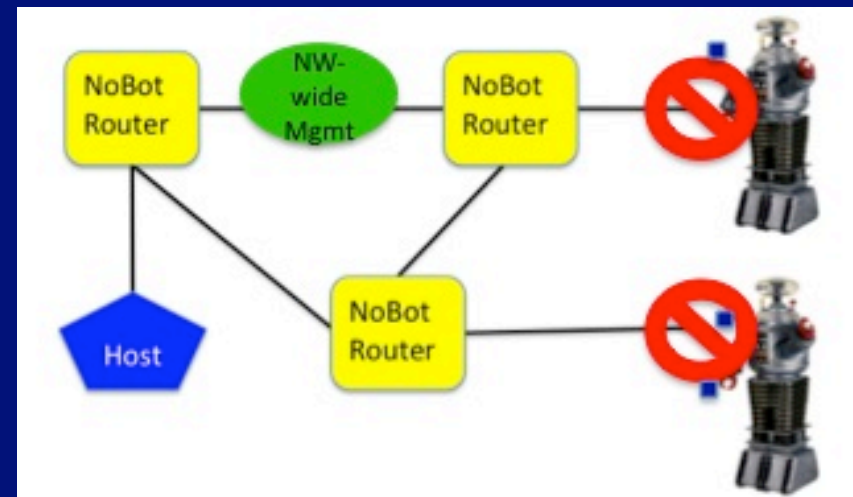 NoBot
Router
NW-
wide
Mgmt
NoBot
Router
NoBot
Router
Host